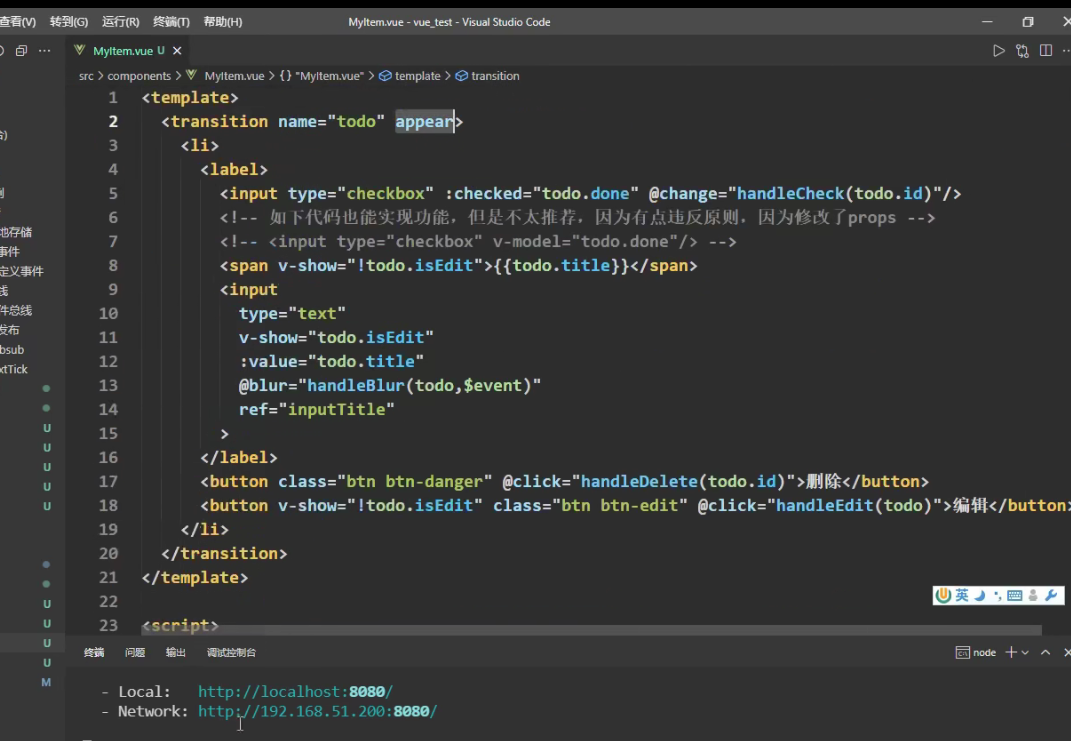 查看(V) 转到(G) 运行(R) 终端(T) 帮助(H) MyItem.vue - vue_test - Visual Studio Code
MyItem.vue U
src > components > MyItem.vue > {} "MyItem.vue" > template > transition
1 <template>
2 <transition name="todo" appear>
3 <li>
4 <label>
5 <input type="checkbox" :checked="todo.done" @change="handleCheck(todo.id)"/>
6 <!-- 如下代码也能实现功能，但是不太推荐，因为有点违反原则，因为修改了props -->
7 <!-- <input type="checkbox" v-model="todo.done"/> -->
8 <span v-show="!todo.isEdit">{{todo.title}}</span>
9 <input
10 type="text"
11 v-show="todo.isEdit"
12 :value="todo.title"
13 @blur="handleBlur(todo,$event)"
14 ref="inputTitle"
15 >
16 </label>
17 <button class="btn btn-danger" @click="handleDelete(todo.id)">删除</button>
18 <button v-show="!todo.isEdit" class="btn btn-edit" @click="handleEdit(todo)">编辑</button>
19 </li>
20 </transition>
21 </template>
22
23 <script>
地存储
事件
定义事件
线
件总线
发布
bsub
xtTick
U
U
U
U
U
U
U
U
U
M
英
终端 问题 输出 调试控制台 node
- Local: http://localhost:8080/
- Network: http://192.168.51.200:8080/